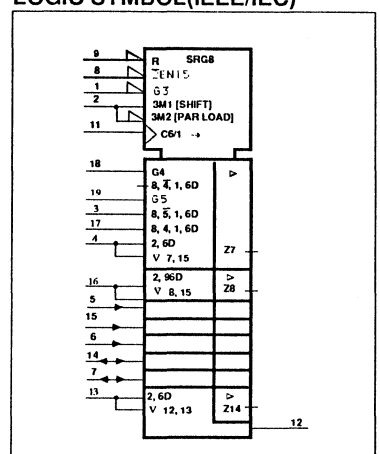 LOGIC SYMBOL(IEEE/IEC)
9 R SRG8
8 2EN15
1 G3
2 3M1 [SHIFT]
3M2 [PAR LOAD]
11 C6/1 →
18 G4 ▷
8, 4̅, 1, 6D
19 G5
3 8, 5̅, 1, 6D
17 8, 4, 1, 6D
4 2, 6D
V 7, 15 Z7
16 2, 96D ▷
V 8, 15 Z8
5
15
6
14
7
13 2, 6D ▷
V 12, 13 Z14
12